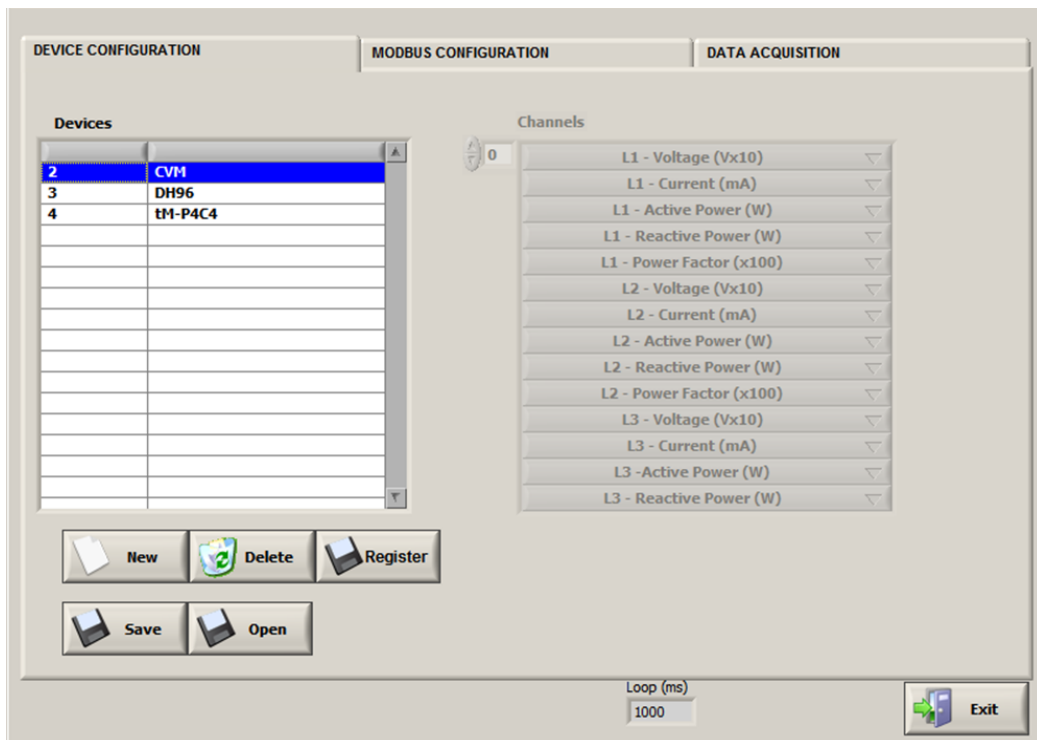 DEVICE CONFIGURATION
MODBUS CONFIGURATION
DATA ACQUISITION
Devices
2 CVM
3 DH96
4 tM-P4C4
Channels
0
L1 - Voltage (Vx10)
L1 - Current (mA)
L1 - Active Power (W)
L1 - Reactive Power (W)
L1 - Power Factor (x100)
L2 - Voltage (Vx10)
L2 - Current (mA)
L2 - Active Power (W)
L2 - Reactive Power (W)
L2 - Power Factor (x100)
L3 - Voltage (Vx10)
L3 - Current (mA)
L3 -Active Power (W)
L3 - Reactive Power (W)
New
Delete
Register
Save
Open
Loop (ms)
1000
Exit